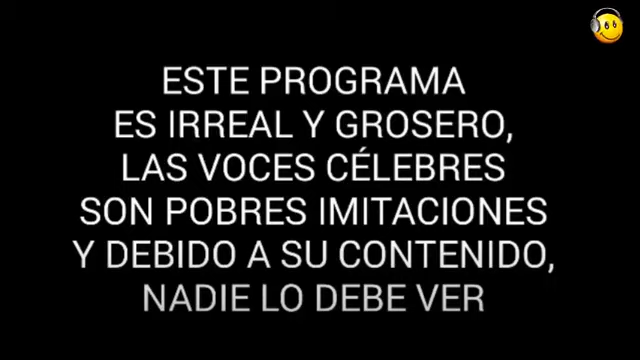 ESTE PROGRAMA
ES IRREAL Y GROSERO,
LAS VOCES CÉLEBRES
SON POBRES IMITACIONES
Y DEBIDO A SU CONTENIDO,
NADIE LO DEBE VER